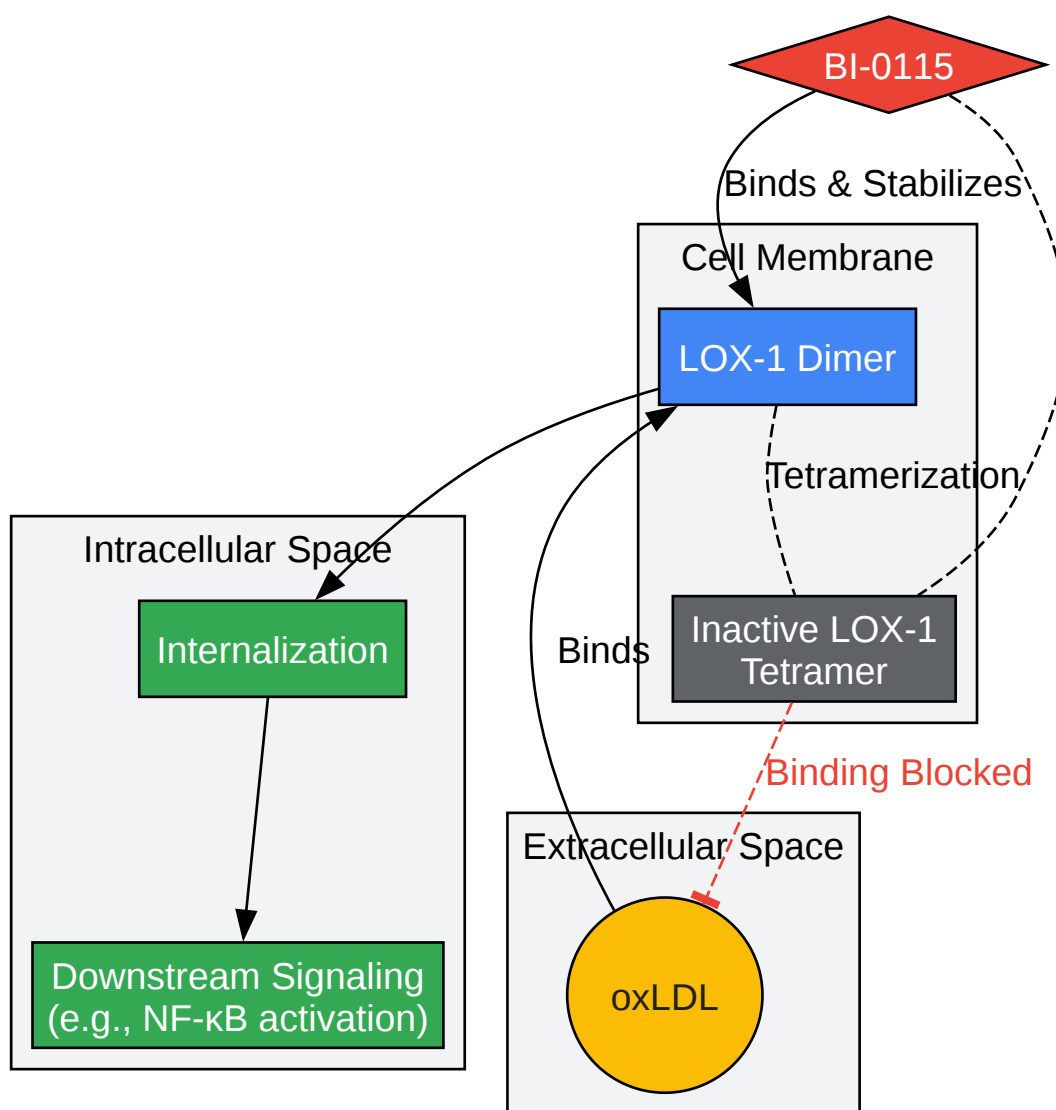 BI-0115
Binds & Stabilizes
Cell Membrane
LOX-1 Dimer
Tetramerization
Intracellular Space
Internalization
Binds
Inactive LOX-1
Tetramer
Binding Blocked
Extracellular Space
Downstream Signaling
(e.g., NF-κB activation)
oxLDL